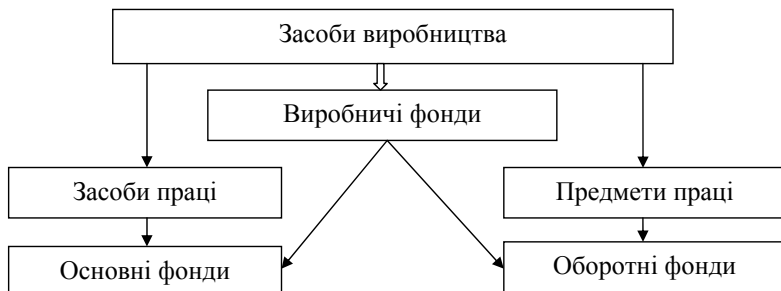 Засоби виробництва
Виробничі фонди
Засоби праці
Предмети праці
Основні фонди
Оборотні фонди